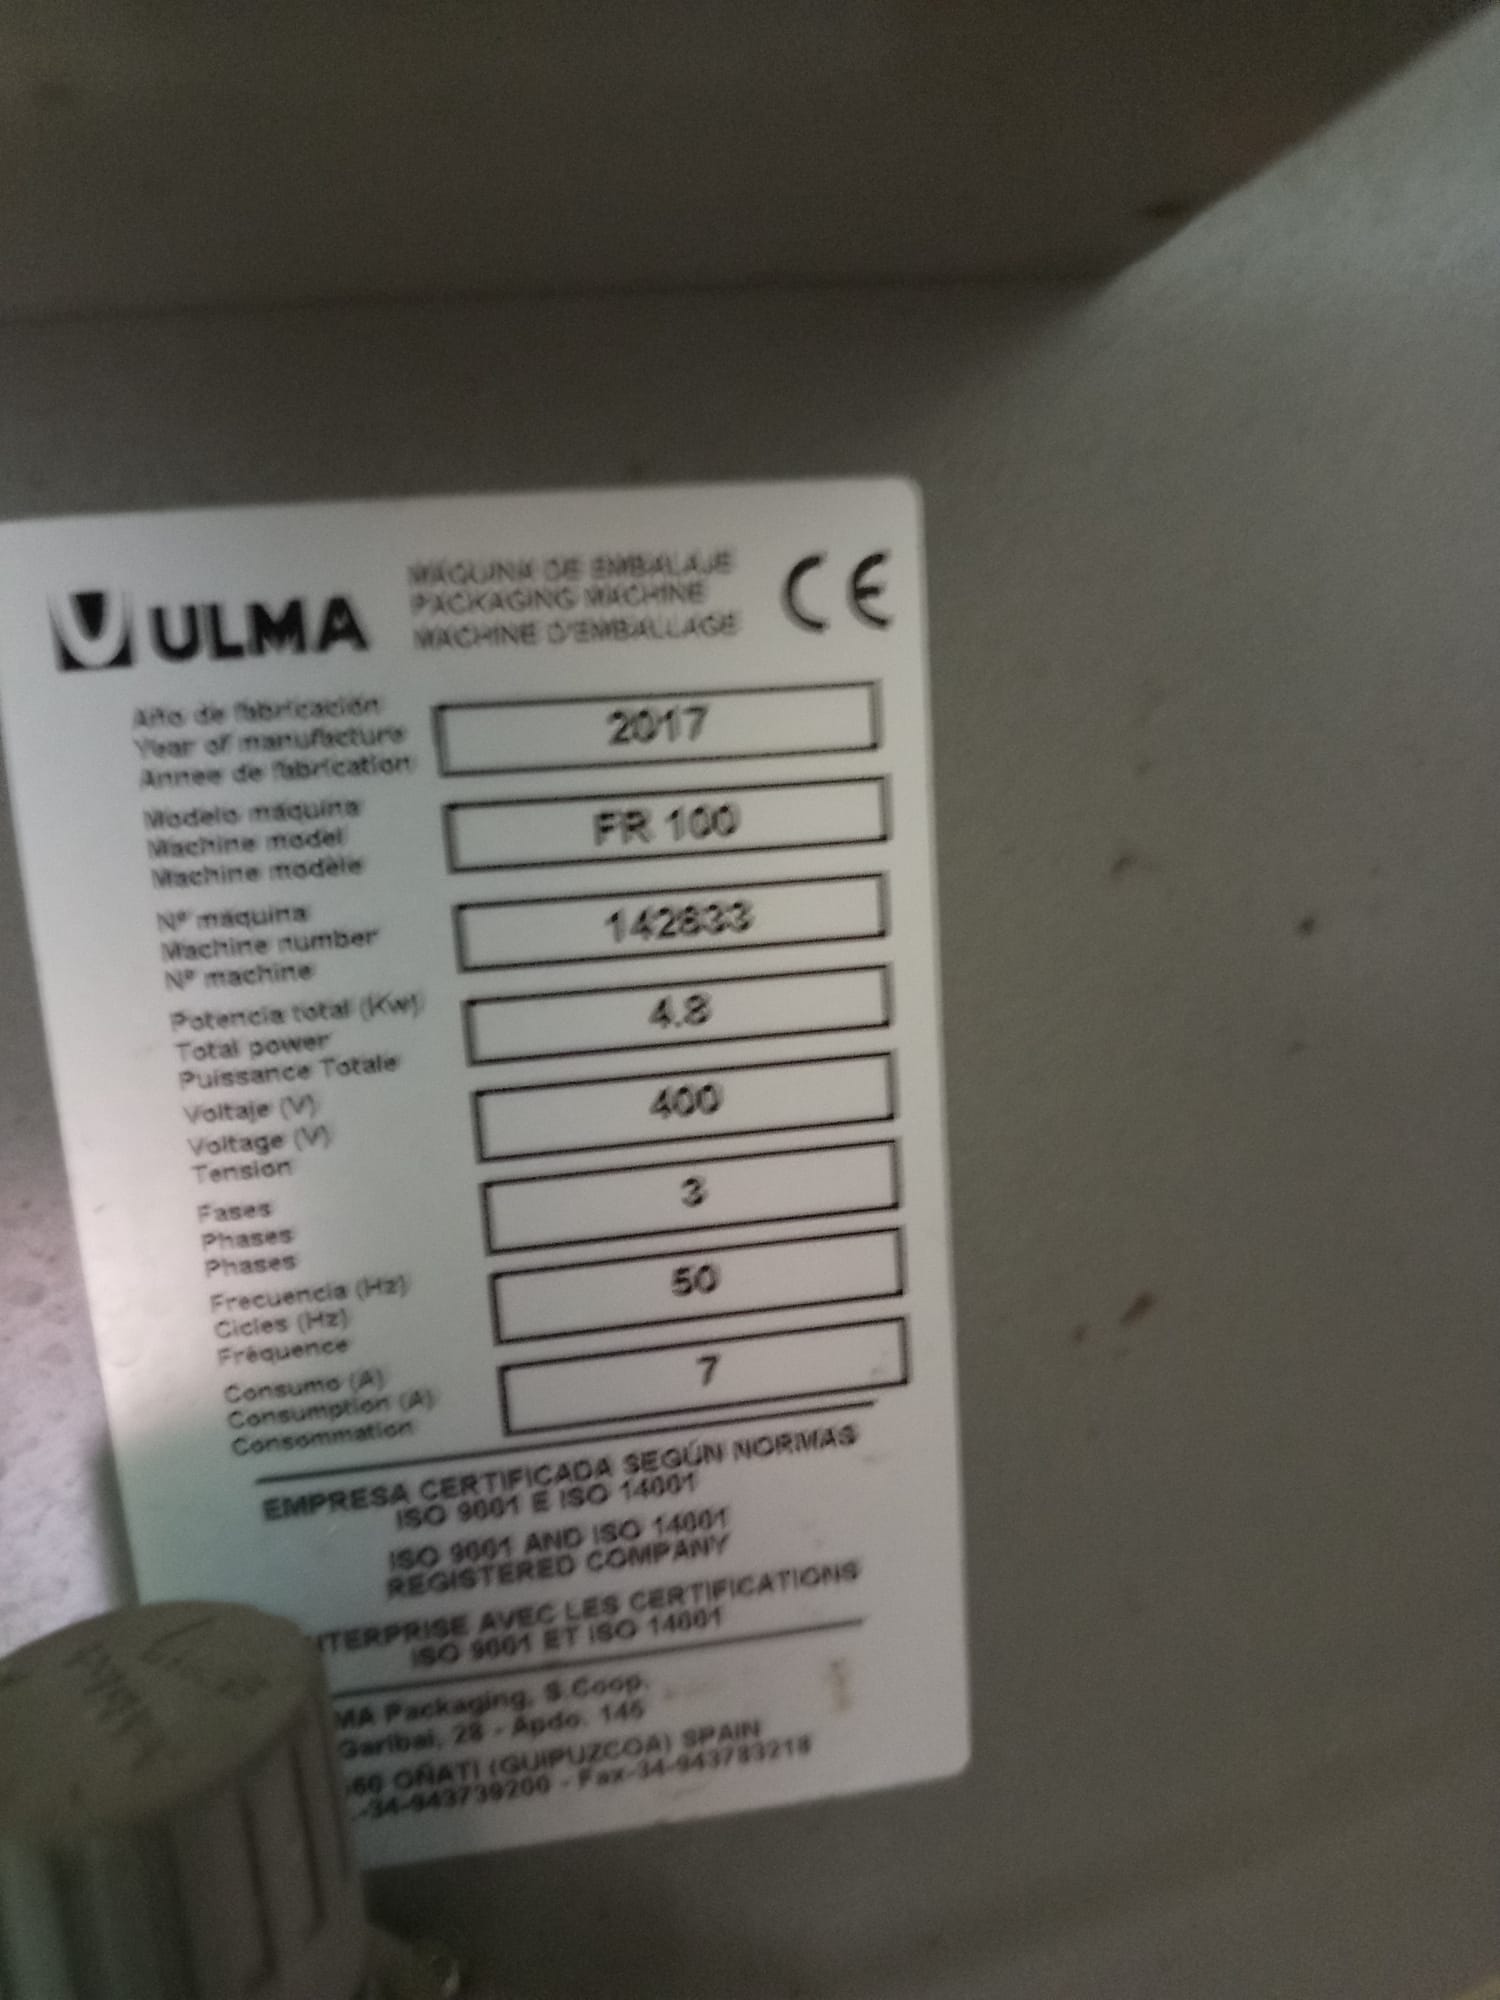 ULMA
MÁQUINA DE EMBALAJE
PACKAGING MACHINE
MACHINE D'EMBALLAGE
CE
Año de fabricación
Year of manufacture
Annee de fabrication
2017
Modelo máquina
Machine model
Machine modèle
FR 100
Nº máquina
Machine number
Nº machine
142833
Potencia total (Kw)
Total power
Puissance Totale
4.8
Voltaje (V)
Voltage (V)
Tension
400
Fases
Phases
Phases
3
Frecuencia (Hz)
Cicles (Hz)
Fréquence
50
Consumo (A)
Consumption (A)
Consommation
7
EMPRESA CERTIFICADA SEGÚN NORMAS
ISO 9001 E ISO 14001
ISO 9001 AND ISO 14001
REGISTERED COMPANY
NTERPRISE AVEC LES CERTIFICATIONS
ISO 9001 ET ISO 14001
MA Packaging, S.Coop.
Garibai, 28 - Apdo. 145
60 OÑATI (GUIPUZCOA) SPAIN
.-34-943739200 - Fax-34-943783218